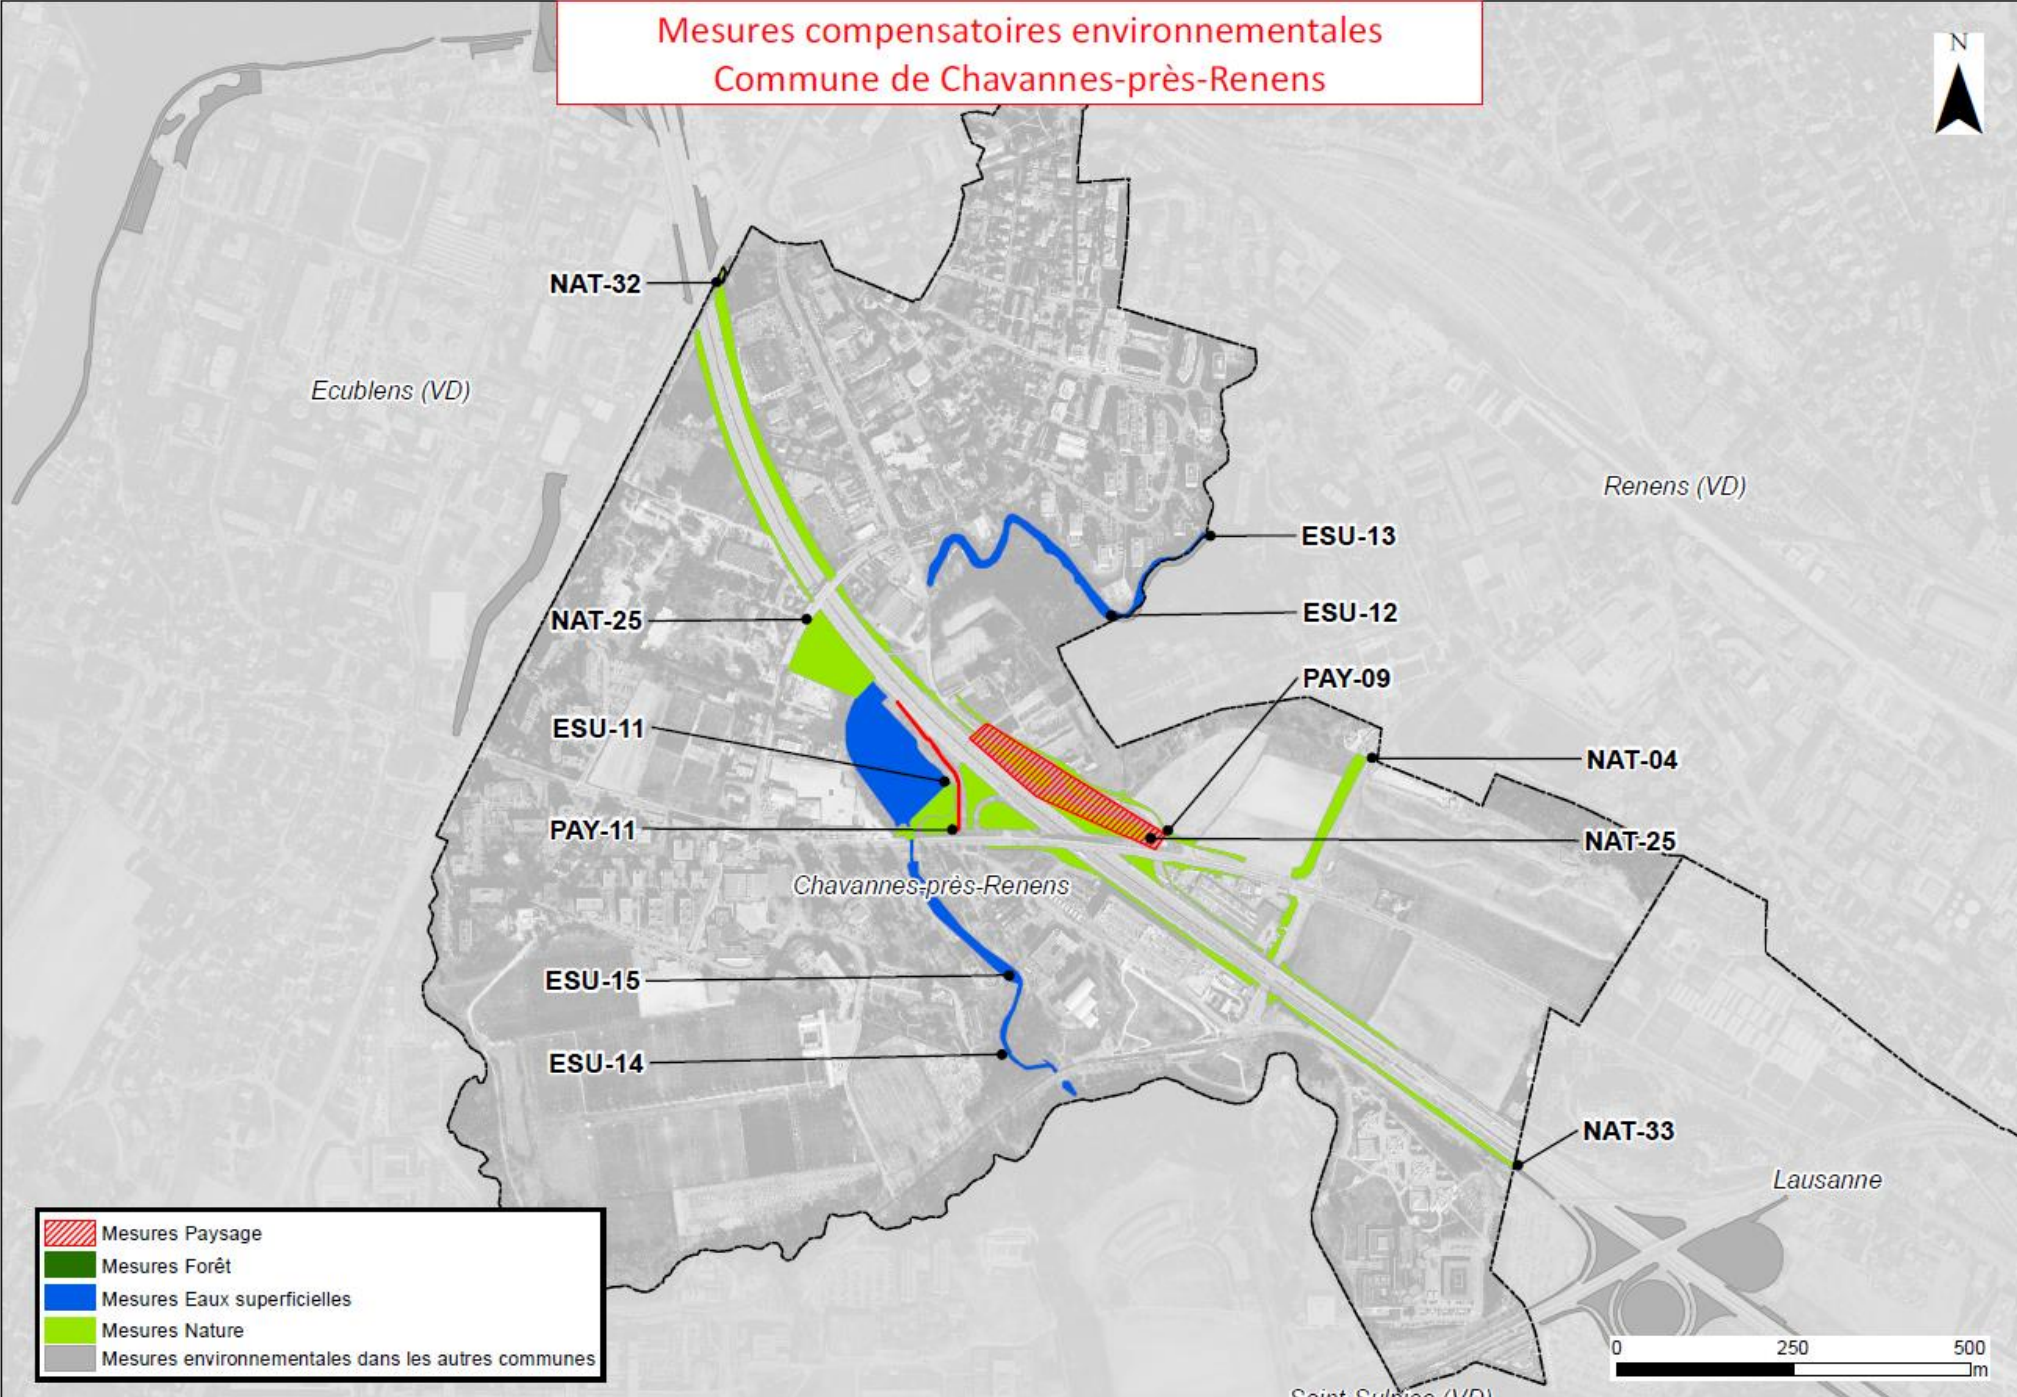 Mesures compensatoires environnementales
Commune de Chavannes-près-Renens
N
NAT-32
Ecublens (VD)
Renens (VD)
ESU-13
ESU-12
NAT-25
PAY-09
ESU-11
NAT-04
PAY-11
NAT-25
Chavannes-près-Renens
ESU-15
ESU-14
NAT-33
Lausanne
Mesures Paysage
Mesures Forêt
Mesures Eaux superficielles
Mesures Nature
Mesures environnementales dans les autres communes
0 250 500
m
Saint-Sulpice (VD)